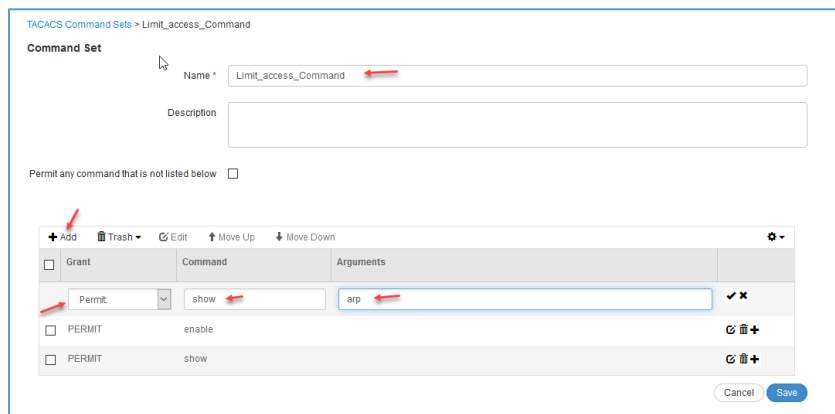 TACACS Command Sets > Limit_access_Command
Command Set
Name * Limit_access_Command
Description
Permit any command that is not listed below
Add Trash Edit Move Up Move Down
Grant Command Arguments
Permit show arp
PERMIT enable
PERMIT show
Cancel Save